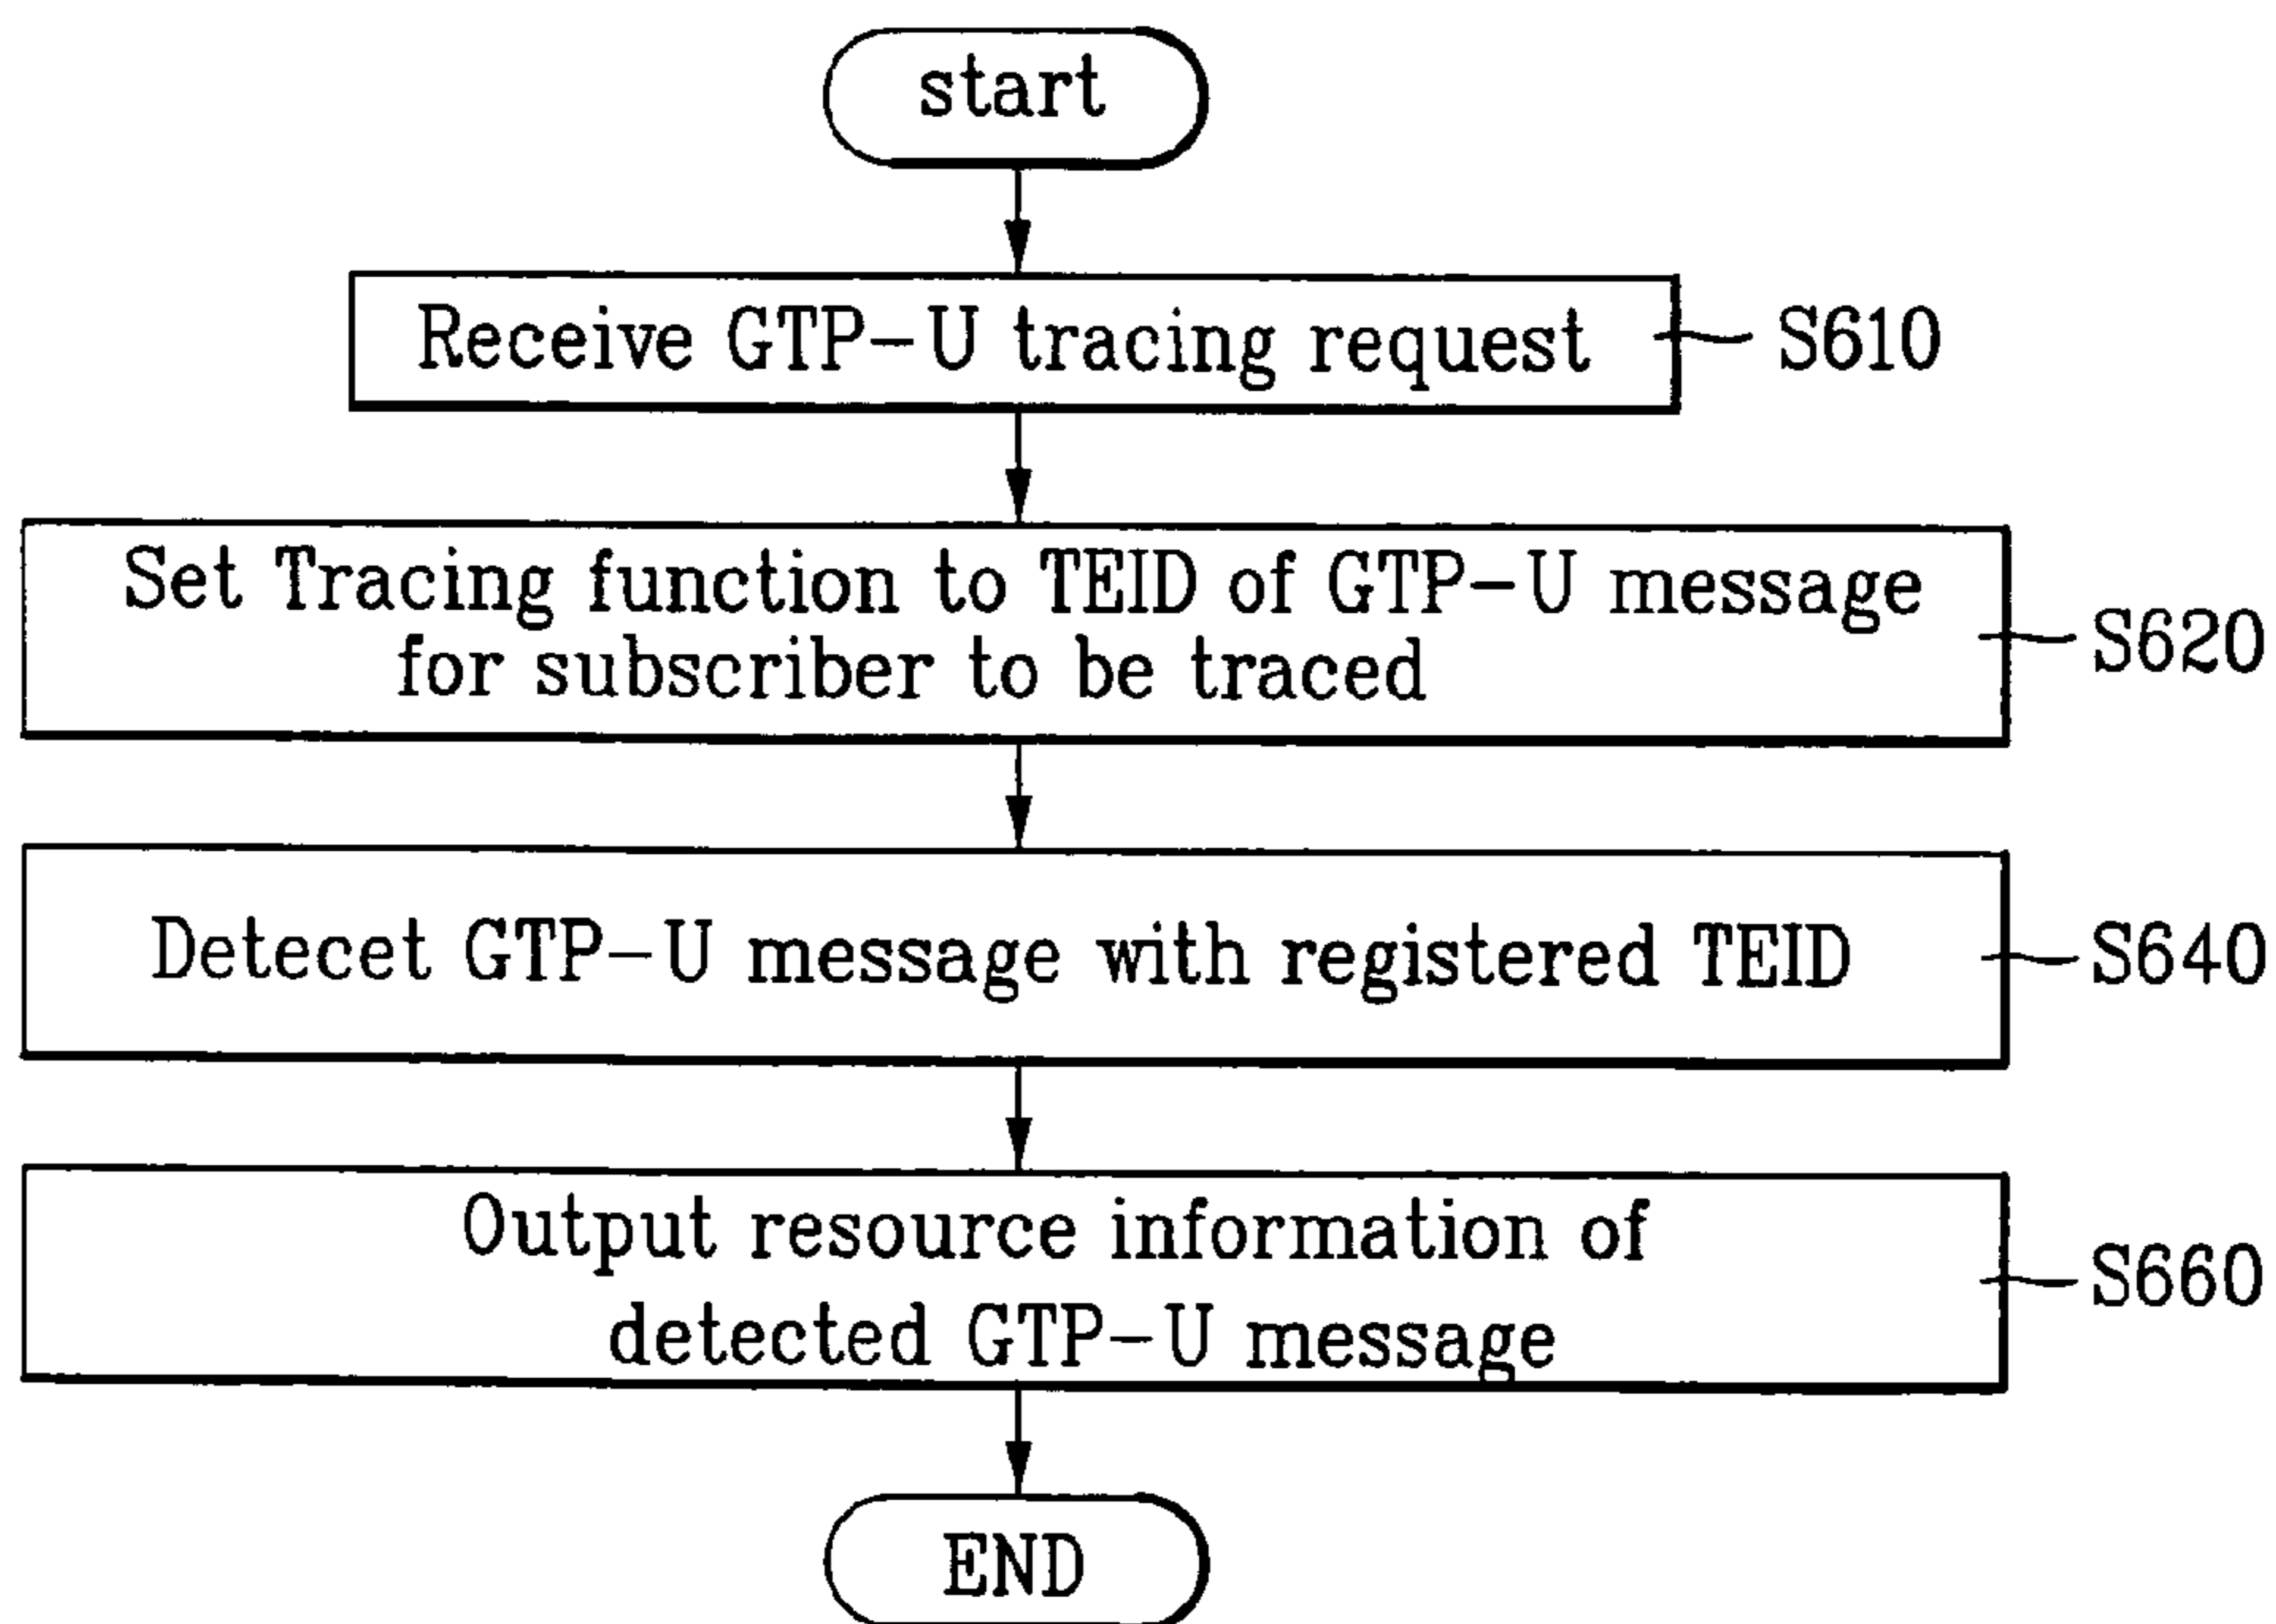 start
Receive GTP-U tracing request
S610
Set Tracing function to TEID of GTP-U message
for subscriber to be traced
S620
Detecet GTP-U message with registered TEID
S640
Output resource information of
detected GTP-U message
S660
END